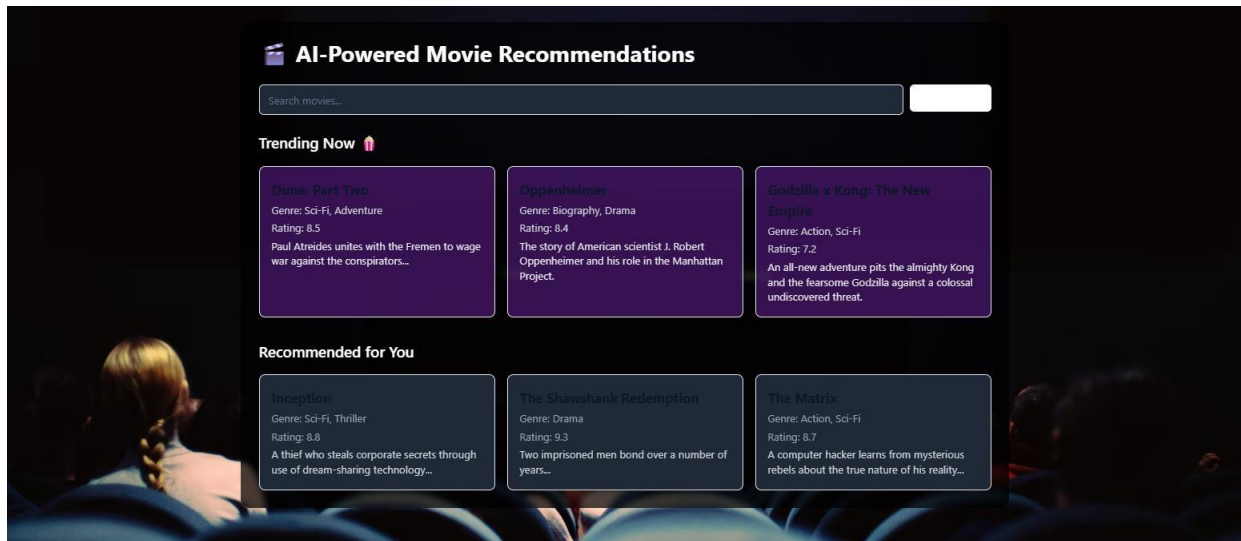 AI-Powered Movie Recommendations
Search movies...
Trending Now
Dune: Part Two
Genre: Sci-Fi, Adventure
Rating: 8.5
Paul Atreides unites with the Fremen to wage
war against the conspirators...
Oppenheimer
Genre: Biography, Drama
Rating: 8.4
The story of American scientist J. Robert
Oppenheimer and his role in the Manhattan
Project.
Godzilla x Kong: The New
Empire
Genre: Action, Sci-Fi
Rating: 7.2
An all-new adventure pits the almighty Kong
and the fearsome Godzilla against a colossal
undiscovered threat.
Recommended for You
Inception
Genre: Sci-Fi, Thriller
Rating: 8.8
A thief who steals corporate secrets through
use of dream-sharing technology...
The Shawshank Redemption
Genre: Drama
Rating: 9.3
Two imprisoned men bond over a number of
years...
The Matrix
Genre: Action, Sci-Fi
Rating: 8.7
A computer hacker learns from mysterious
rebels about the true nature of his reality...